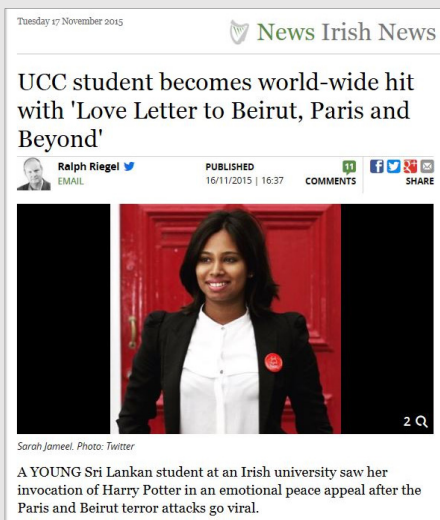 Tuesday 17 November 2015
News Irish News
UCC student becomes world-wide hit
with 'Love Letter to Beirut, Paris and
Beyond'
Ralph Riegel
EMAIL
PUBLISHED
16/11/2015 | 16:37
11
COMMENTS
SHARE
2
Sarah Jameel. Photo: Twitter
A YOUNG Sri Lankan student at an Irish university saw her
invocation of Harry Potter in an emotional peace appeal after the
Paris and Beirut terror attacks go viral.